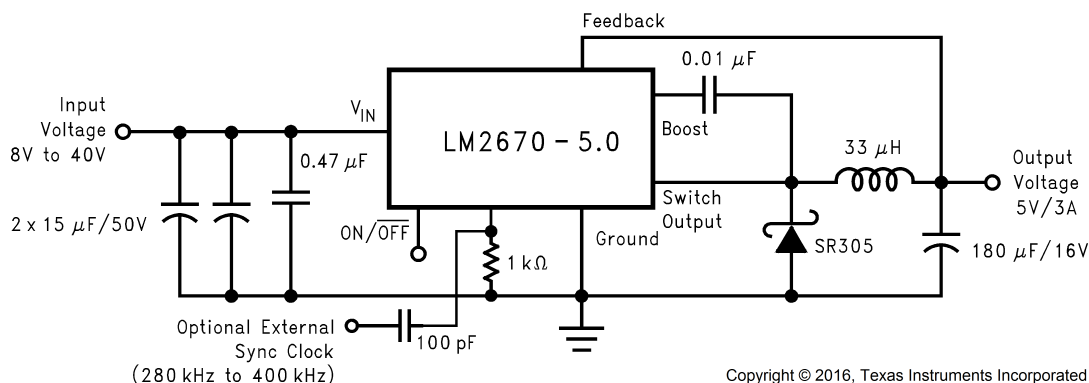 Feedback
0.01 μF
Input
Voltage
8V to 40V
V_IN
LM2670 – 5.0
Boost
33 μH
Output
Voltage
5V/3A
0.47 μF
2 x 15 μF/50V
ON/O̅F̅F̅
Ground
Switch
Output
1 kΩ
SR305
180 μF/16V
Optional External
Sync Clock
(280 kHz to 400 kHz)
100 pF
Copyright © 2016, Texas Instruments Incorporated